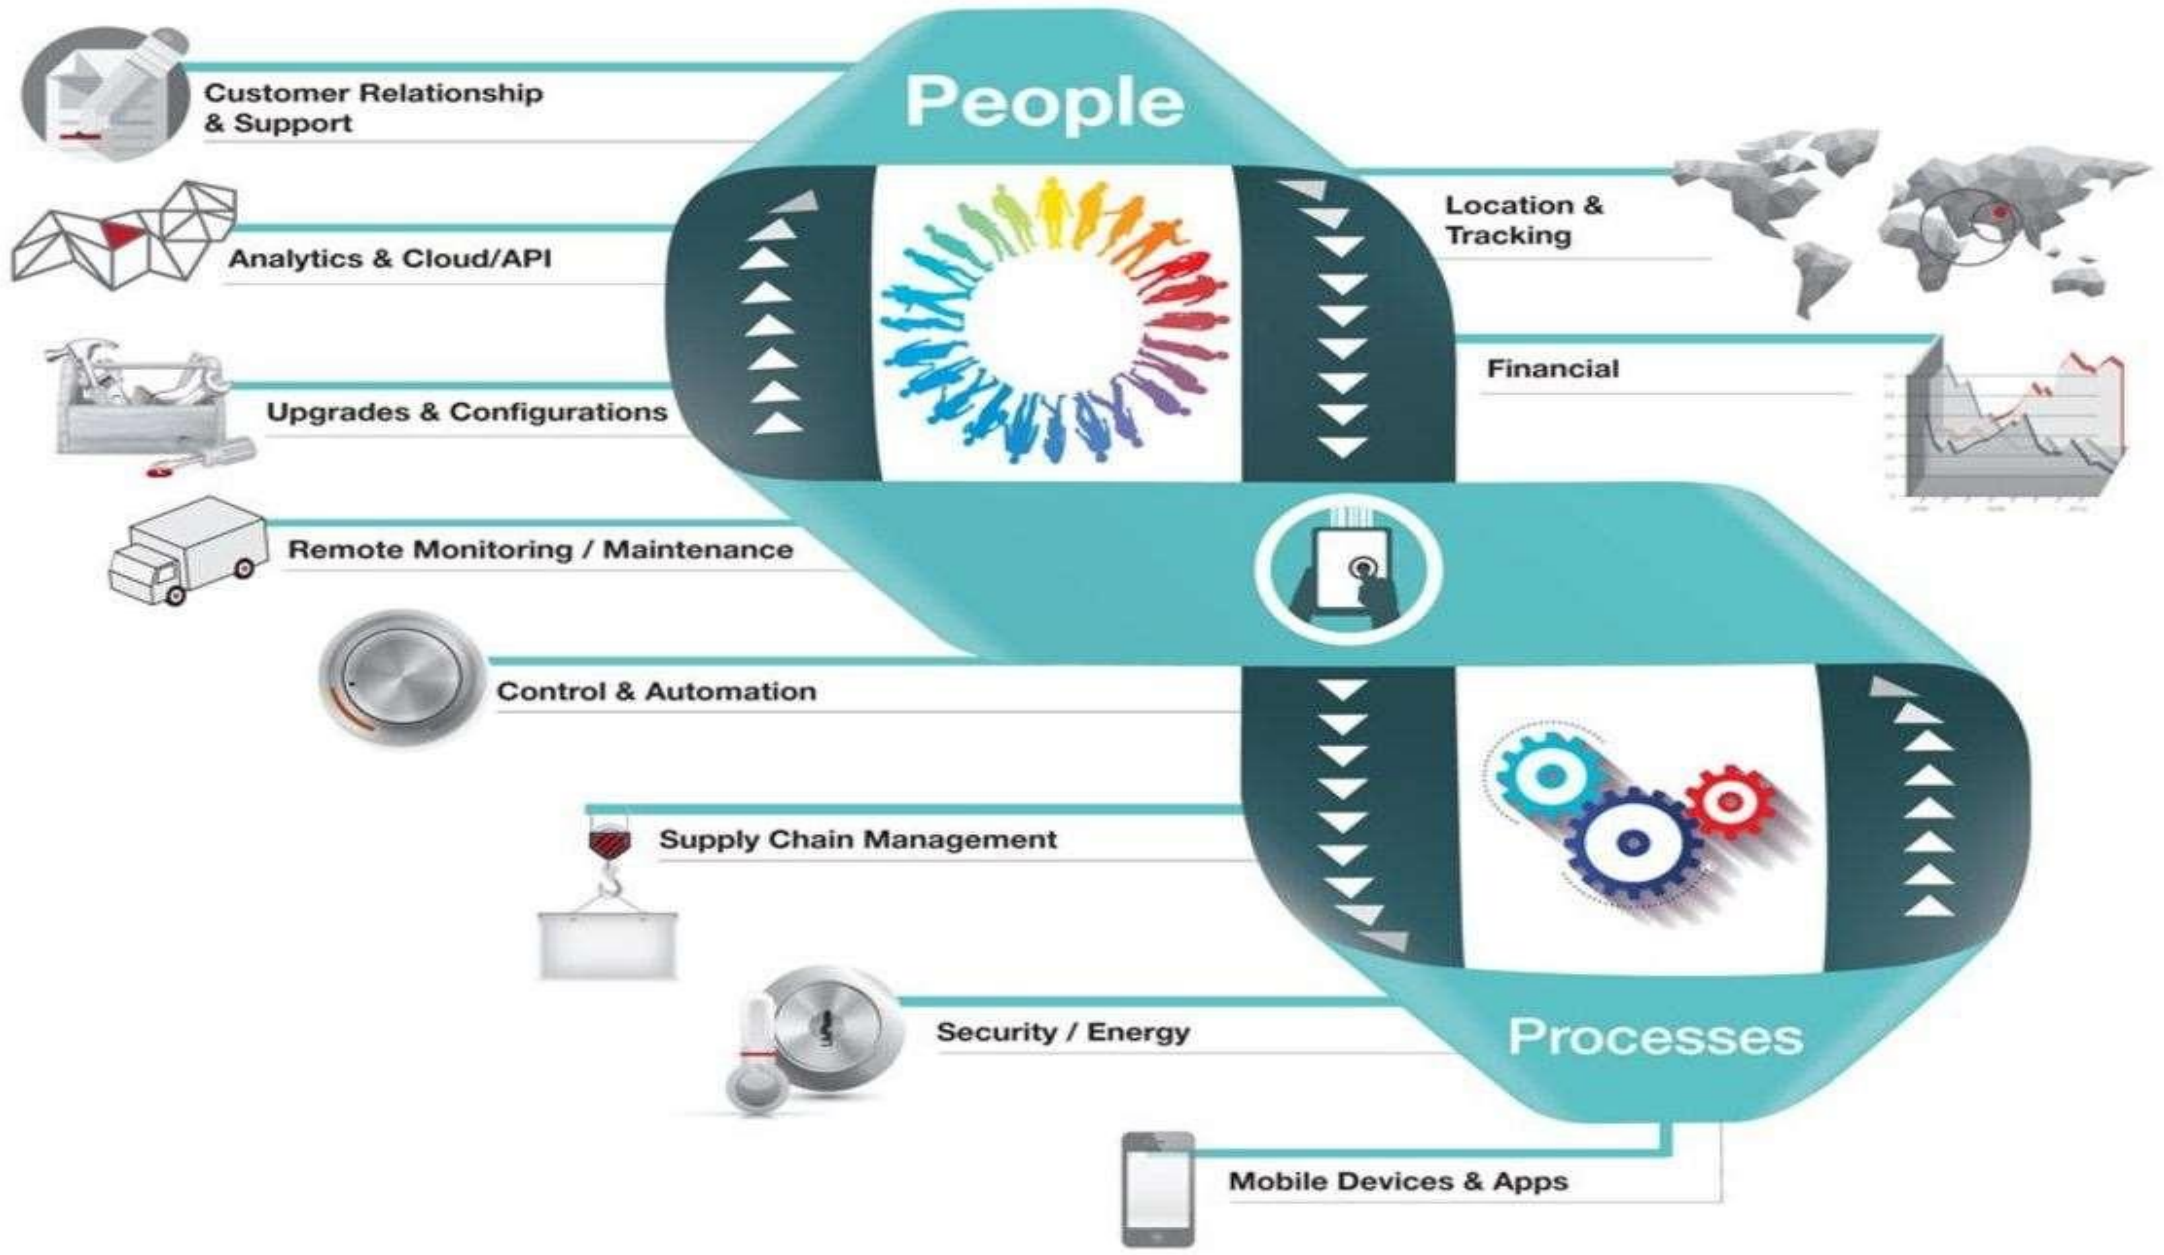 People
Customer Relationship
& Support
Location &
Tracking
Analytics & Cloud/API
Financial
Upgrades & Configurations
Remote Monitoring / Maintenance
Control & Automation
Supply Chain Management
Security / Energy
Processes
Mobile Devices & Apps